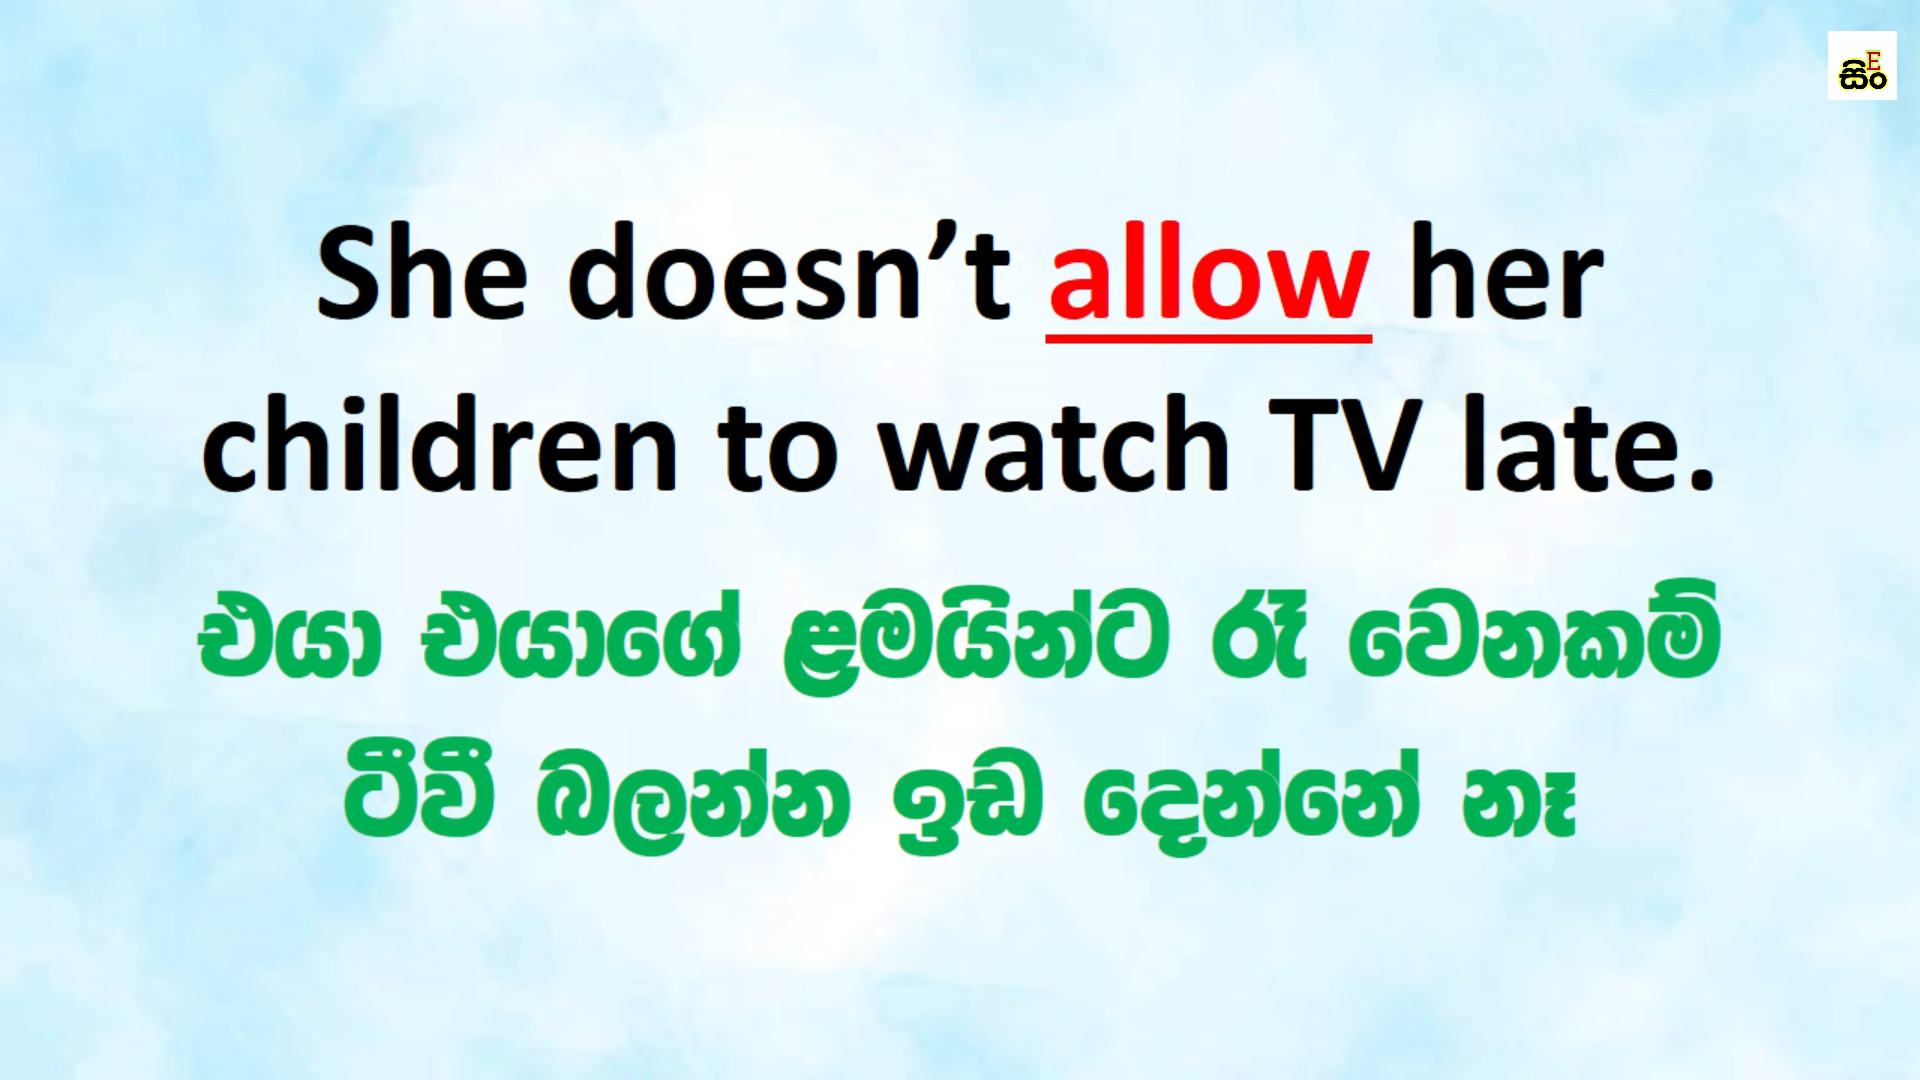 සිං E
She doesn’t allow her
children to watch TV late.
එයා එයාගේ ළමයින්ට රෑ වෙනකම්
ටීවී බලන්න ඉඩ දෙන්නේ නෑ